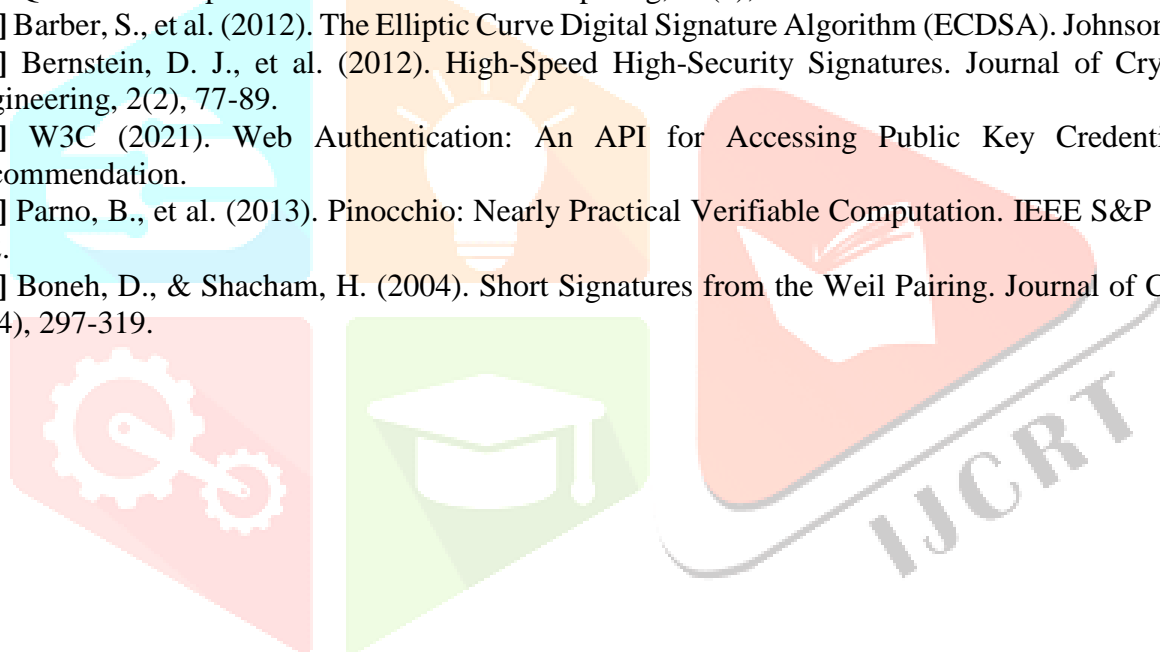 ] Barber, S., et al. (2012). The Elliptic Curve Digital Signature Algorithm (ECDSA). Johnson
] Bernstein, D. J., et al. (2012). High-Speed High-Security Signatures. Journal of Cry
gineering, 2(2), 77-89.
] W3C (2021). Web Authentication: An API for Accessing Public Key Credenti
commendation.
] Parno, B., et al. (2013). Pinocchio: Nearly Practical Verifiable Computation. IEEE S&P
.
] Boneh, D., & Shacham, H. (2004). Short Signatures from the Weil Pairing. Journal of C
4), 297-319.
IJCRT